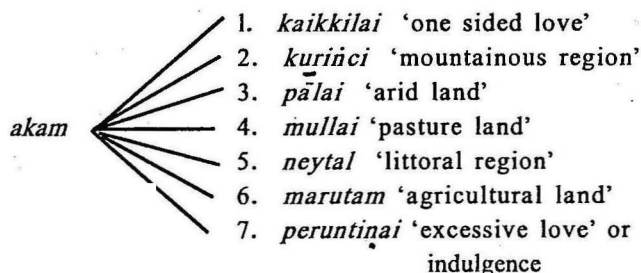 1. kaikkilai ‘one sided love’
2. kuṟiñci ‘mountainous region’
3. pālai ‘arid land’
akam 4. mullai ‘pasture land’
5. neytal ‘littoral region’
6. marutam ‘agricultural land’
7. peruntiṇai ‘excessive love’ or
indulgence